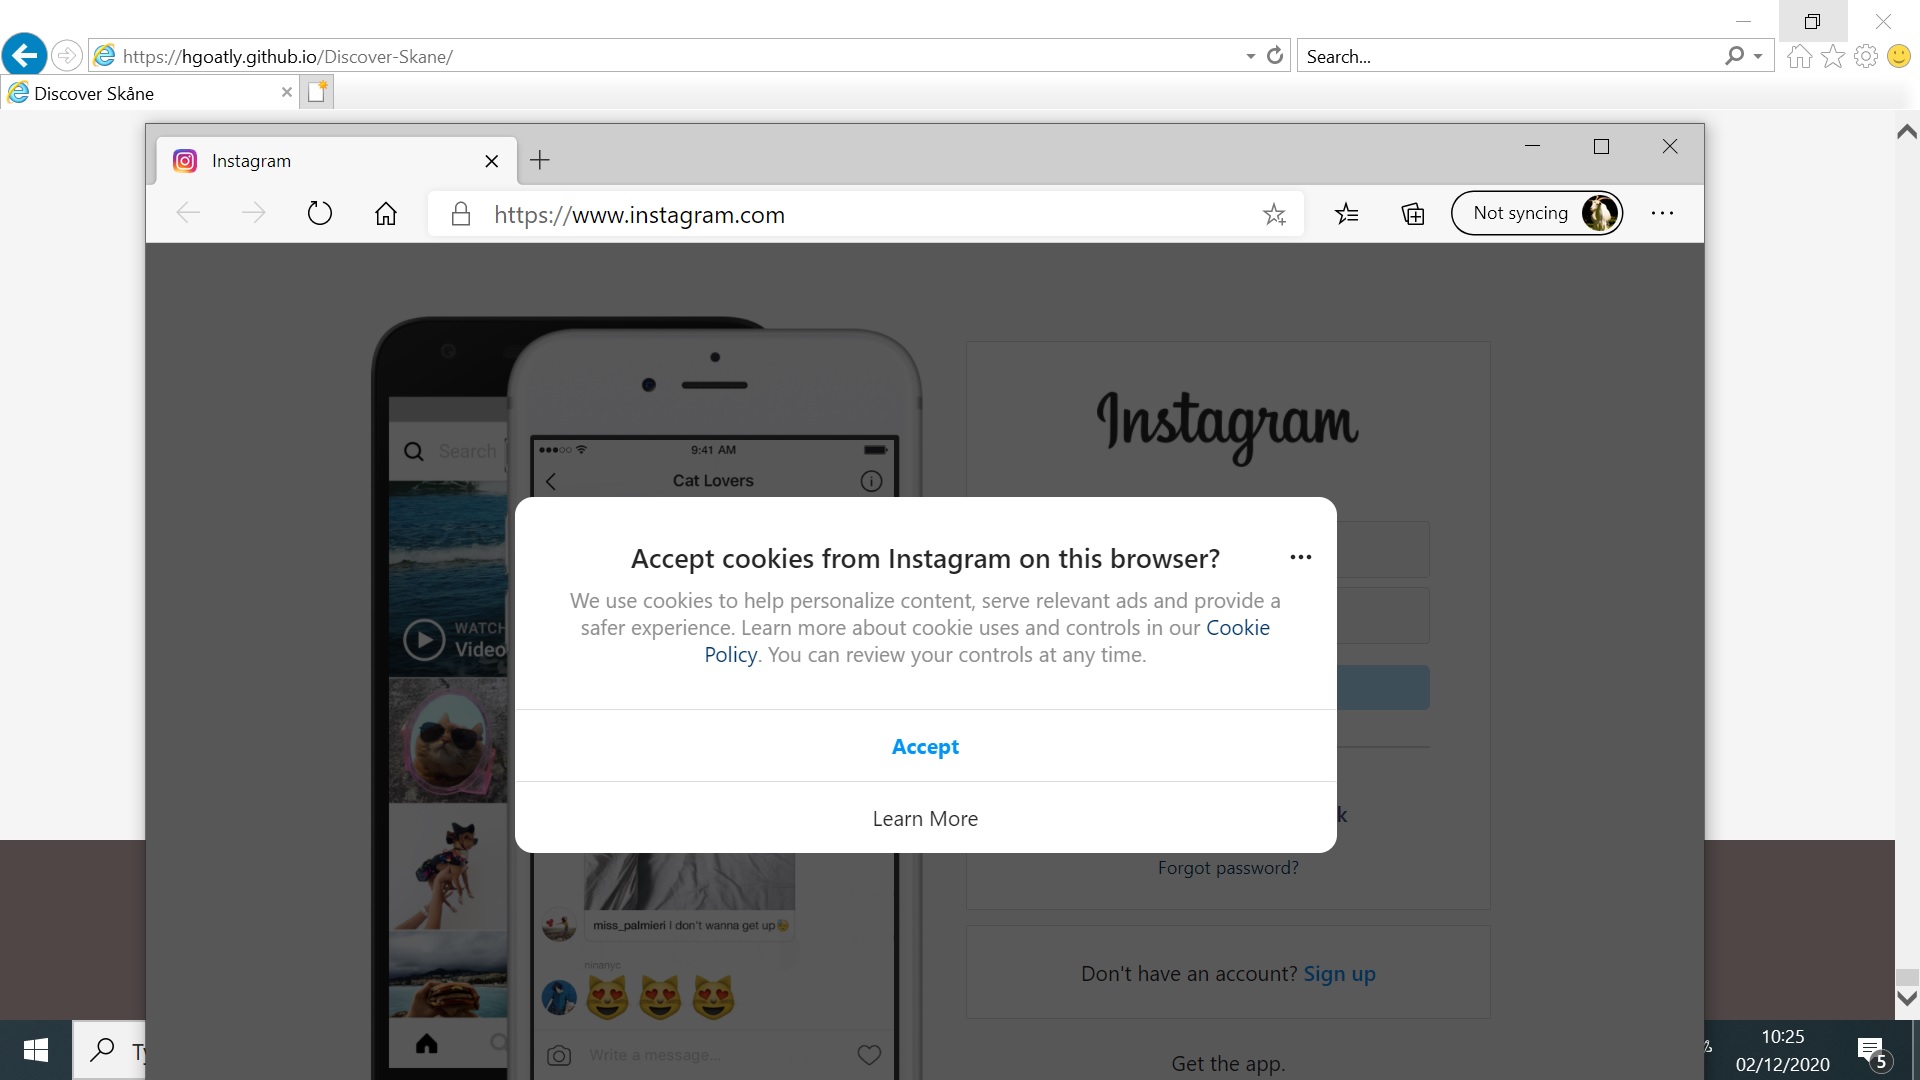 https://hgoatly.github.io/Discover-Skane/
Search...
Discover Skåne
Instagram
https://www.instagram.com
Not syncing
Instagram
Search
9:41 AM
Cat Lovers
Accept cookies from Instagram on this browser?
We use cookies to help personalize content, serve relevant ads and provide a
safer experience. Learn more about cookie uses and controls in our Cookie
Policy. You can review your controls at any time.
WATCH
Video
Accept
Learn More
k
Forgot password?
miss_palmieri I don't wanna get up
ninanyc
Don't have an account? Sign up
Write a message...
Get the app.
Ty
10:25
02/12/2020
5